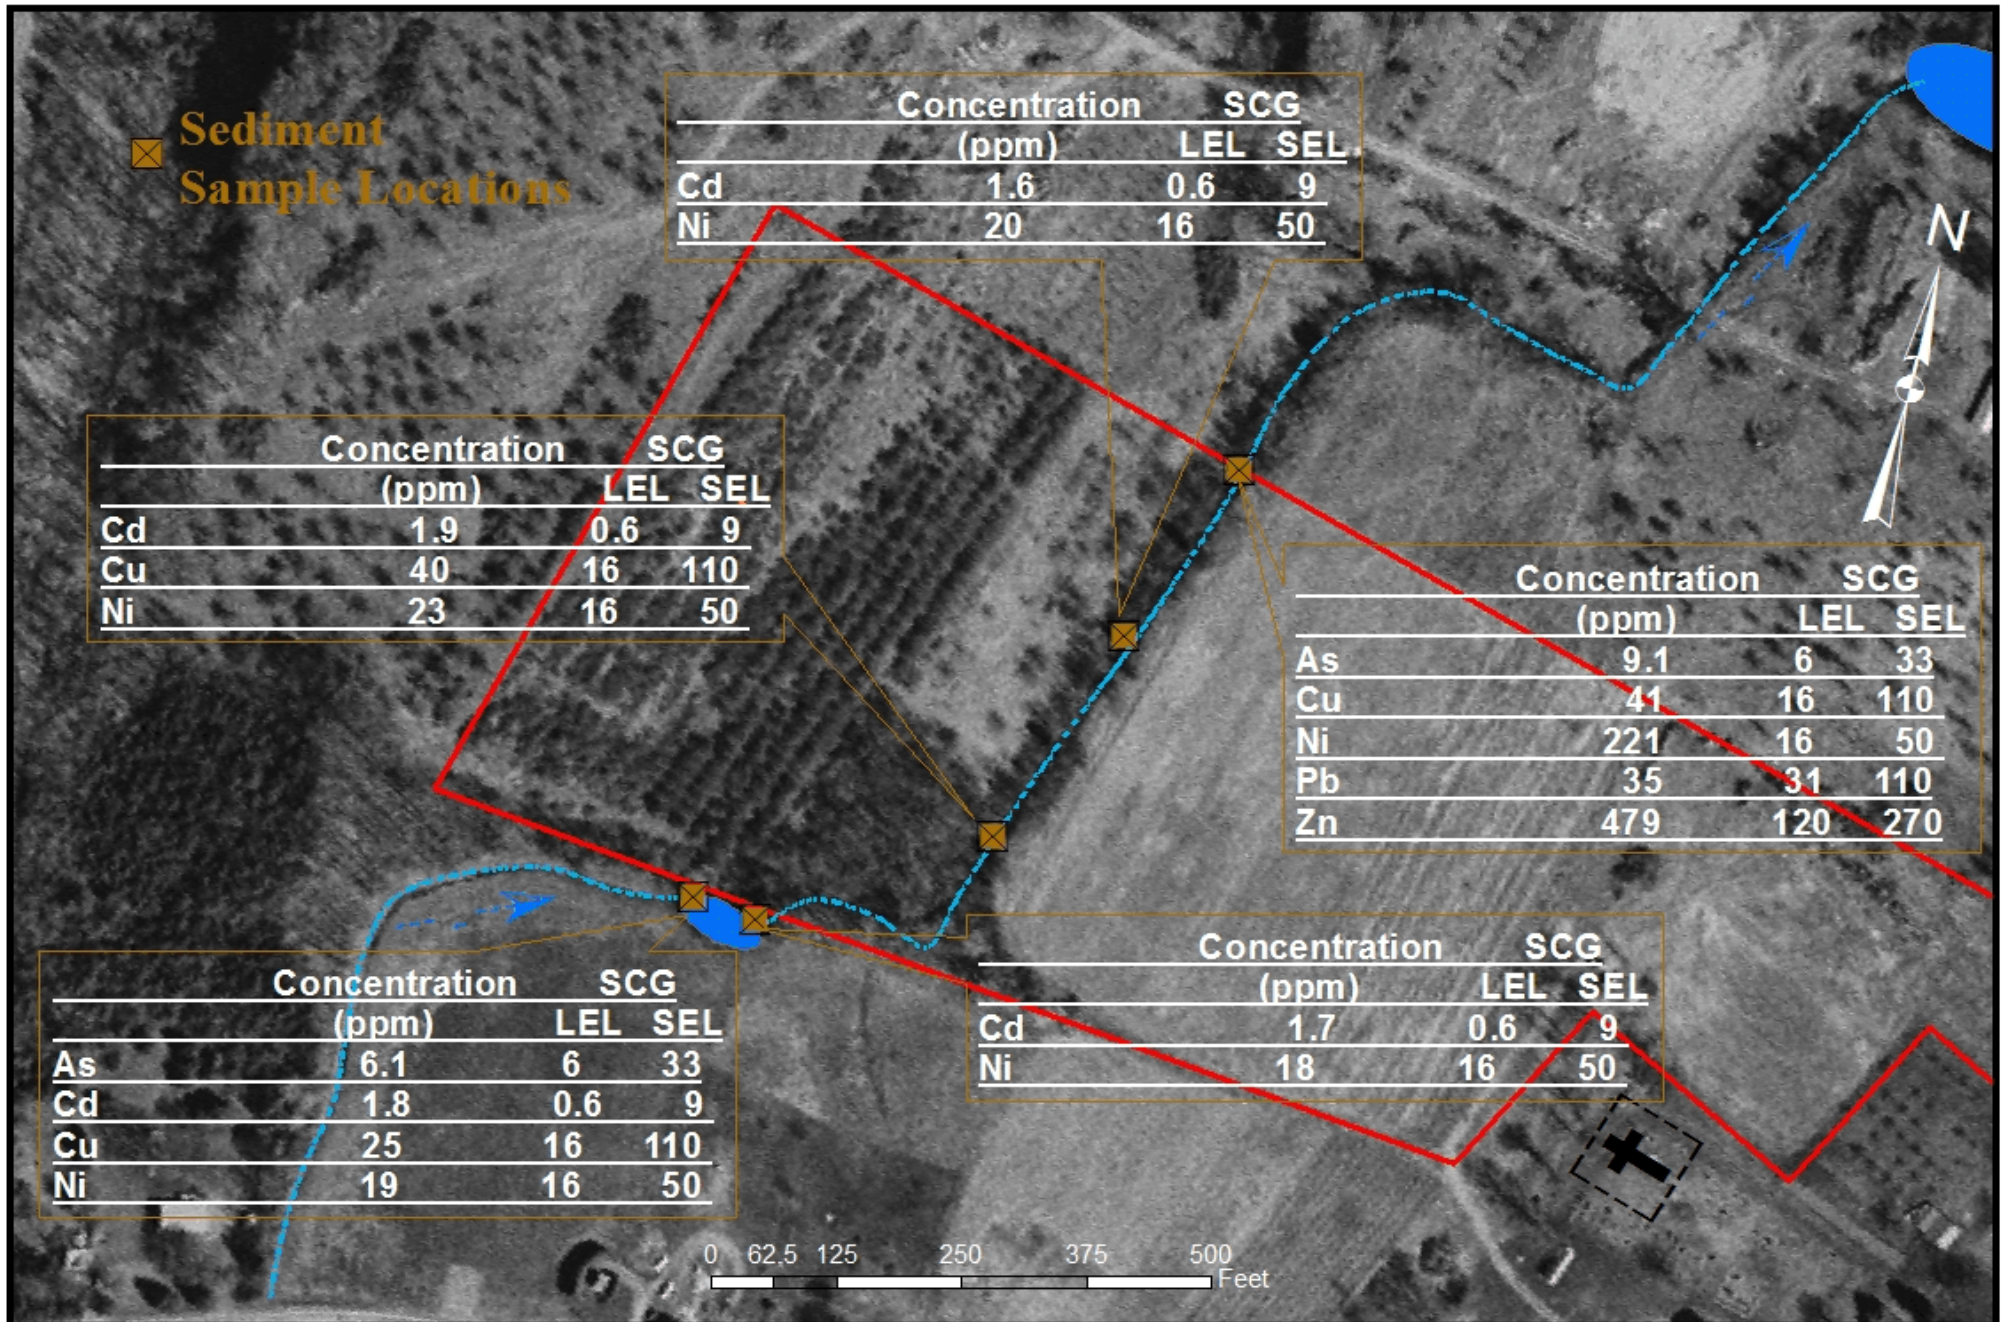 Sediment
Sample Locations
Concentration SCG
(ppm) LEL SEL
Cd 1.6 0.6 9
Ni 20 16 50
N
Concentration SCG
(ppm) LEL SEL
Cd 1.9 0.6 9
Cu 40 16 110
Ni 23 16 50
Concentration SCG
(ppm) LEL SEL
As 9.1 6 33
Cu 41 16 110
Ni 221 16 50
Pb 35 31 110
Zn 479 120 270
Concentration SCG
(ppm) LEL SEL
As 6.1 6 33
Cd 1.8 0.6 9
Cu 25 16 110
Ni 19 16 50
Concentration SCG
(ppm) LEL SEL
Cd 1.7 0.6 9
Ni 18 16 50
0 62.5 125 250 375 500
Feet